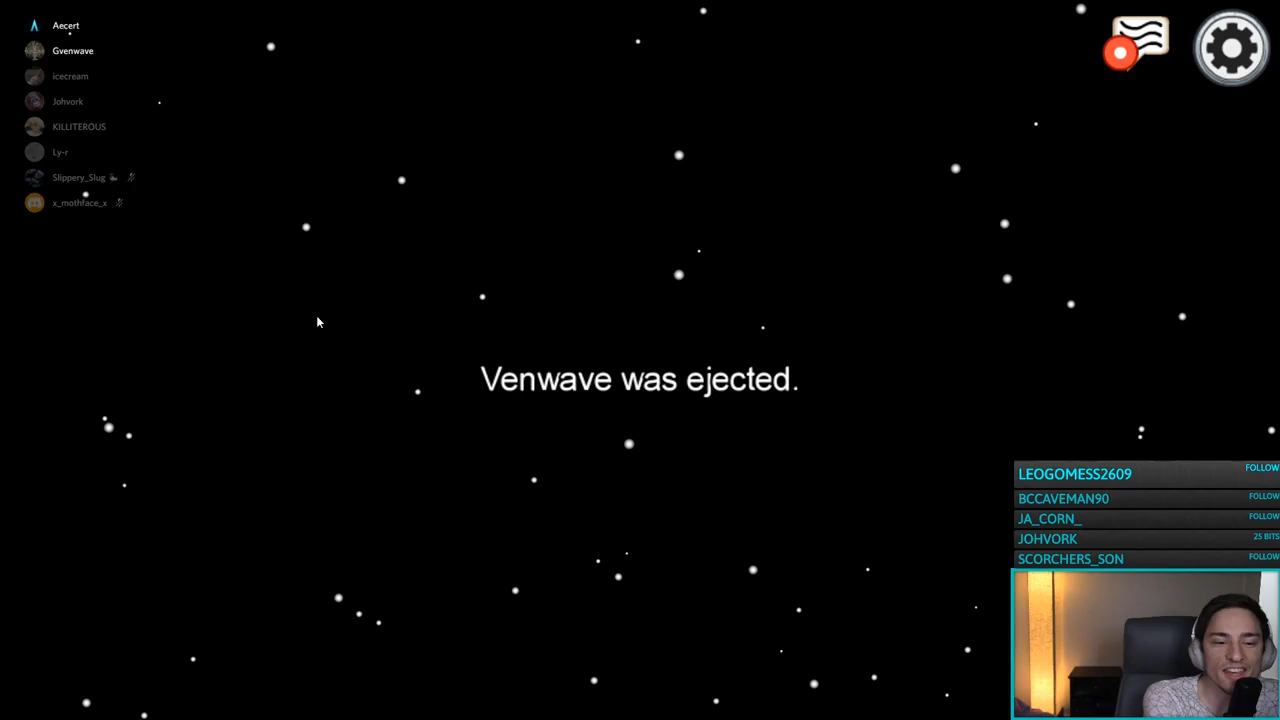 Aecert
Gvenwave
icecream
Johvork
KILLITEROUS
Ly-r
Slippery_Slug
x_mothface_x
Venwave was ejected.
LEOGOMESS2609 FOLLOW
BCCAVEMAN90 FOLLOW
JA_CORN_ FOLLOW
JOHVORK 25 BITS
SCORCHERS_SON FOLLOW